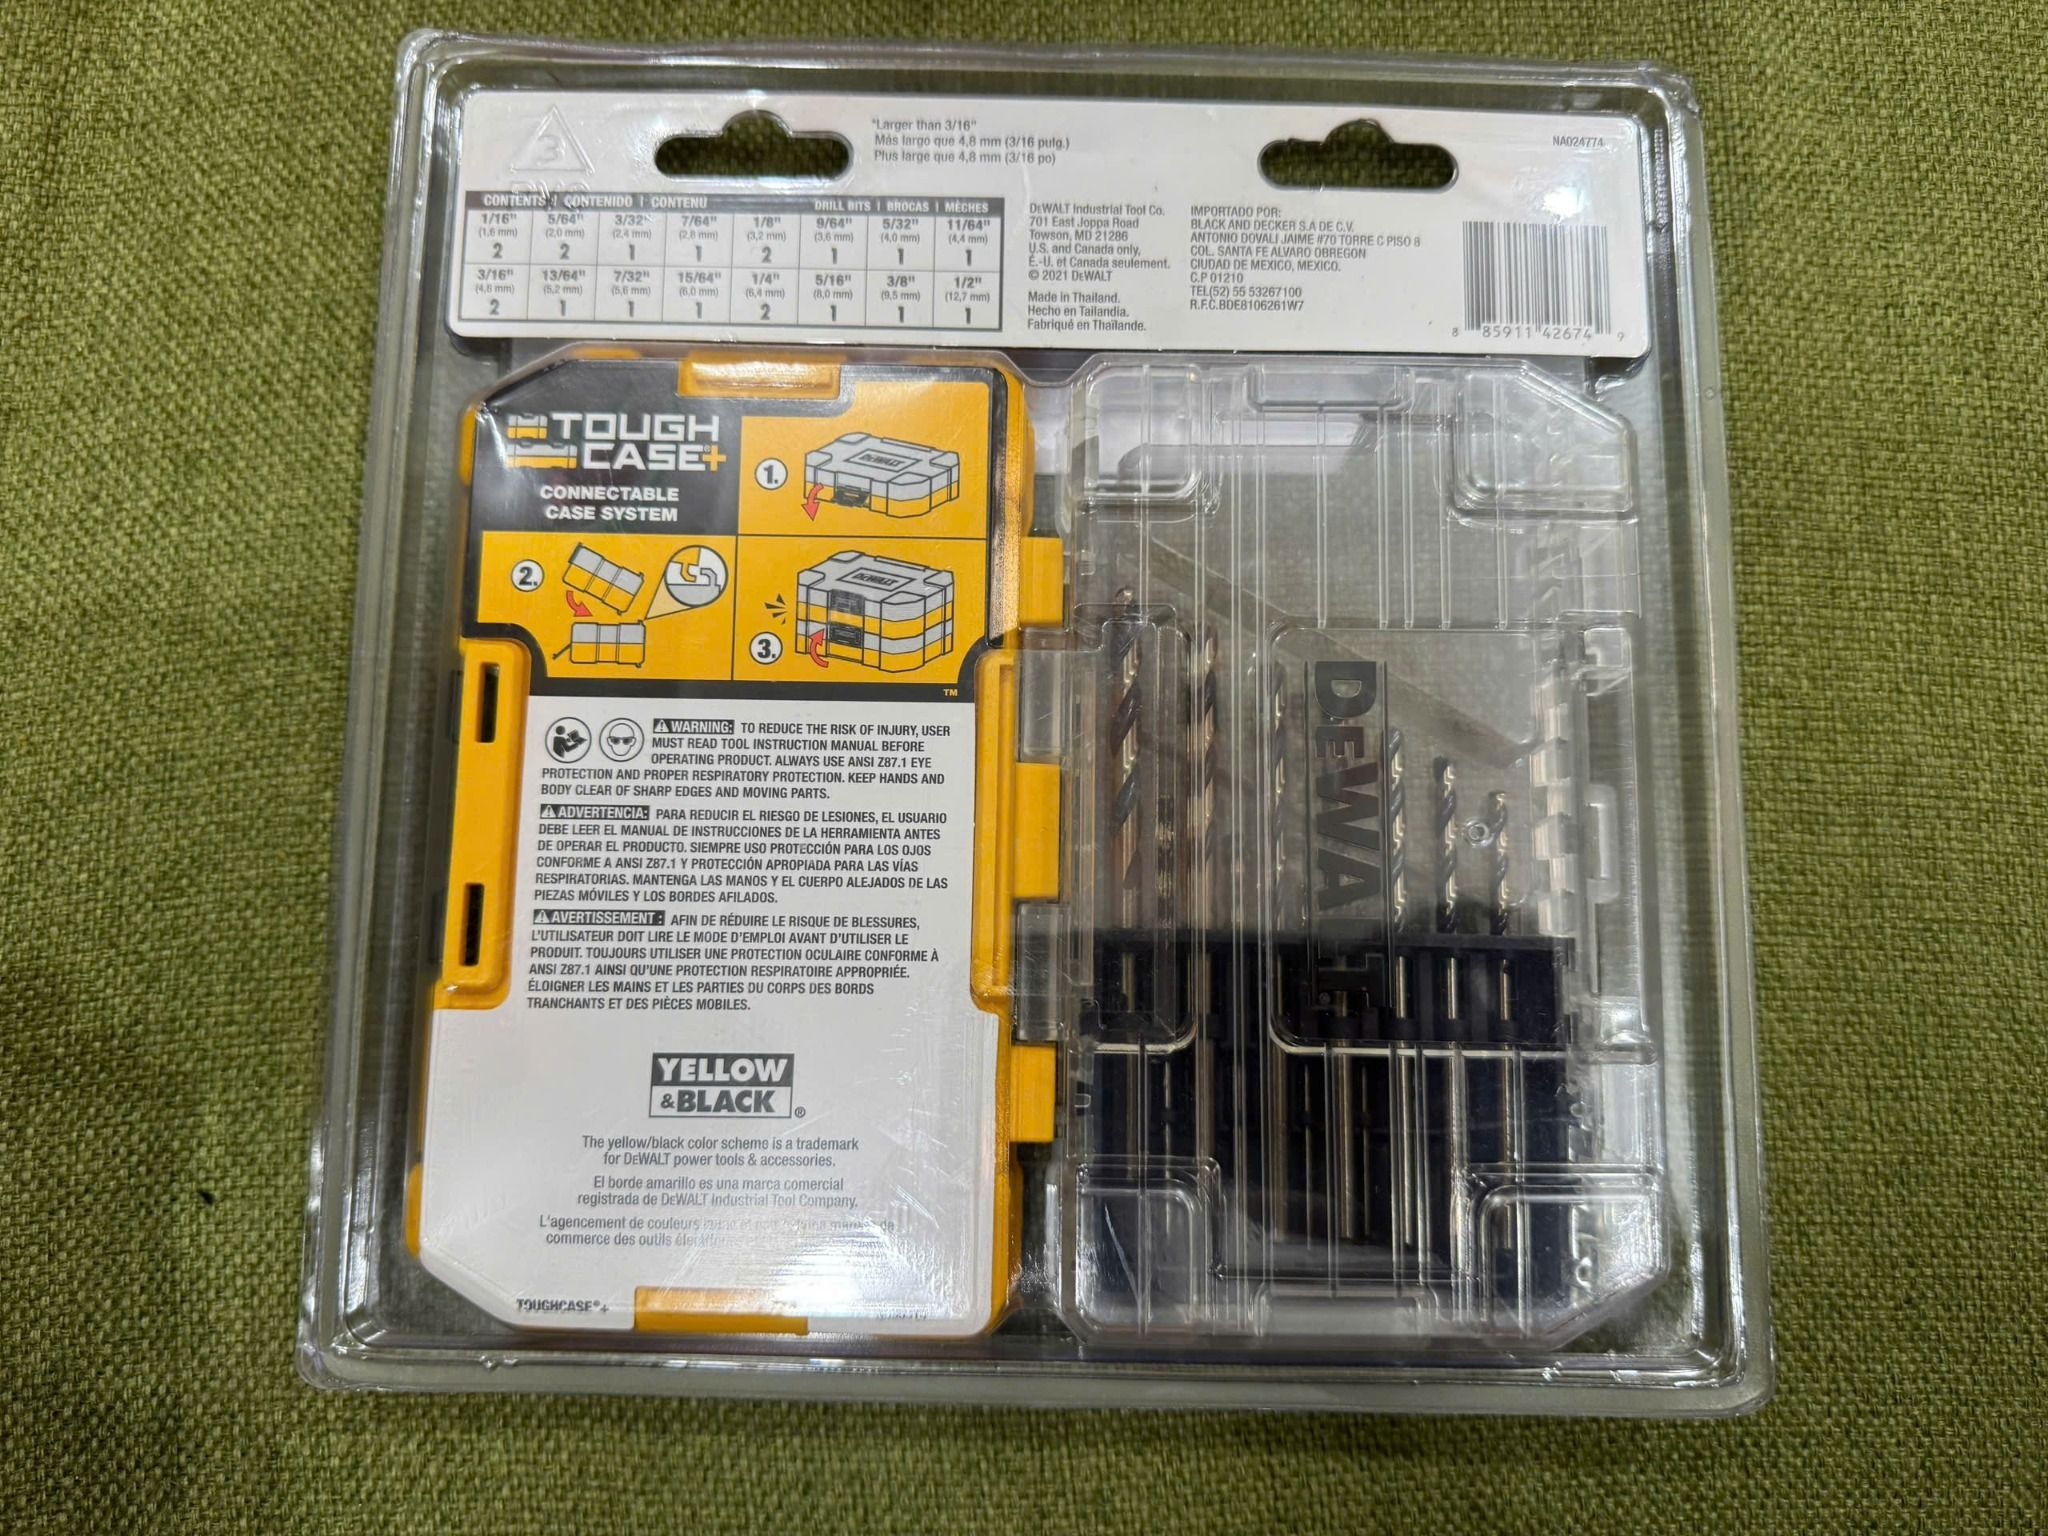 3
*Larger than 3/16"
Más largo que 4,8 mm (3/16 pulg.)
Plus large que 4,8 mm (3/16 po)
NA024774
CONTENTS | CONTENIDO | CONTENU
DRILL BITS | BROCAS | MÈCHES
1/16" 5/64" 3/32" 7/64" 1/8" 9/64" 5/32" 11/64"
(1,6 mm) (2,0 mm) (2,4 mm) (2,8 mm) (3,2 mm) (3,6 mm) (4,0 mm) (4,4 mm)
2 2 1 1 2 1 1 1
3/16" 13/64" 7/32" 15/64" 1/4" 5/16" 3/8" 1/2"
(4,8 mm) (5,2 mm) (5,6 mm) (6,0 mm) (6,4 mm) (8,0 mm) (9,5 mm) (12,7 mm)
2 1 1 1 2 1 1 1
DEWALT Industrial Tool Co.
701 East Joppa Road
Towson, MD 21286
U.S. and Canada only,
É.-U. et Canada seulement.
© 2021 DEWALT
Made in Thailand.
Hecho en Tailandia.
Fabriqué en Thaïlande.
IMPORTADO POR:
BLACK AND DECKER S.A DE C.V.
ANTONIO DOVALI JAIME #70 TORRE C PISO 8
COL. SANTA FE ALVARO OBREGON
CIUDAD DE MEXICO, MEXICO.
C.P 01210
TEL(52) 55 53267100
R.F.C.BDE8106261W7
8 85911 42674 9
TOUGH
CASE®+
CONNECTABLE
CASE SYSTEM
1.
DEWALT
2.
3.
DEWALT
TM
WARNING: TO REDUCE THE RISK OF INJURY, USER
MUST READ TOOL INSTRUCTION MANUAL BEFORE
OPERATING PRODUCT. ALWAYS USE ANSI Z87.1 EYE
PROTECTION AND PROPER RESPIRATORY PROTECTION. KEEP HANDS AND
BODY CLEAR OF SHARP EDGES AND MOVING PARTS.
ADVERTENCIA: PARA REDUCIR EL RIESGO DE LESIONES, EL USUARIO
DEBE LEER EL MANUAL DE INSTRUCCIONES DE LA HERRAMIENTA ANTES
DE OPERAR EL PRODUCTO. SIEMPRE USO PROTECCIÓN PARA LOS OJOS
CONFORME A ANSI Z87.1 Y PROTECCIÓN APROPIADA PARA LAS VÍAS
RESPIRATORIAS. MANTENGA LAS MANOS Y EL CUERPO ALEJADOS DE LAS
PIEZAS MÓVILES Y LOS BORDES AFILADOS.
AVERTISSEMENT : AFIN DE RÉDUIRE LE RISQUE DE BLESSURES,
L'UTILISATEUR DOIT LIRE LE MODE D'EMPLOI AVANT D'UTILISER LE
PRODUIT. TOUJOURS UTILISER UNE PROTECTION OCULAIRE CONFORME À
ANSI Z87.1 AINSI QU'UNE PROTECTION RESPIRATOIRE APPROPRIÉE.
ÉLOIGNER LES MAINS ET LES PARTIES DU CORPS DES BORDS
TRANCHANTS ET DES PIÈCES MOBILES.
YELLOW
&BLACK®
The yellow/black color scheme is a trademark
for DEWALT power tools & accessories.
El borde amarillo es una marca comercial
registrada de DEWALT Industrial Tool Company.
L'agencement de couleurs
commerce des outils
TOUGHCASE®+
DEWALT